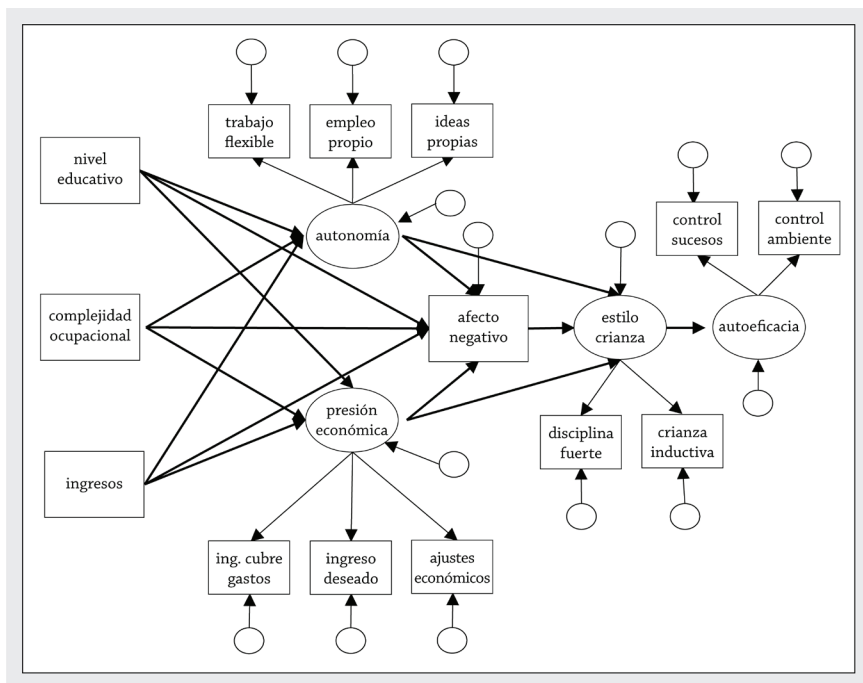 trabajo
flexible
empleo
propio
ideas
propias
nivel
educativo
autonomía
control
sucesos
control
ambiente
complejidad
ocupacional
afecto
negativo
estilo
crianza
autoeficacia
presión
económica
disciplina
fuerte
crianza
inductiva
ingresos
ing. cubre
gastos
ingreso
deseado
ajustes
económicos